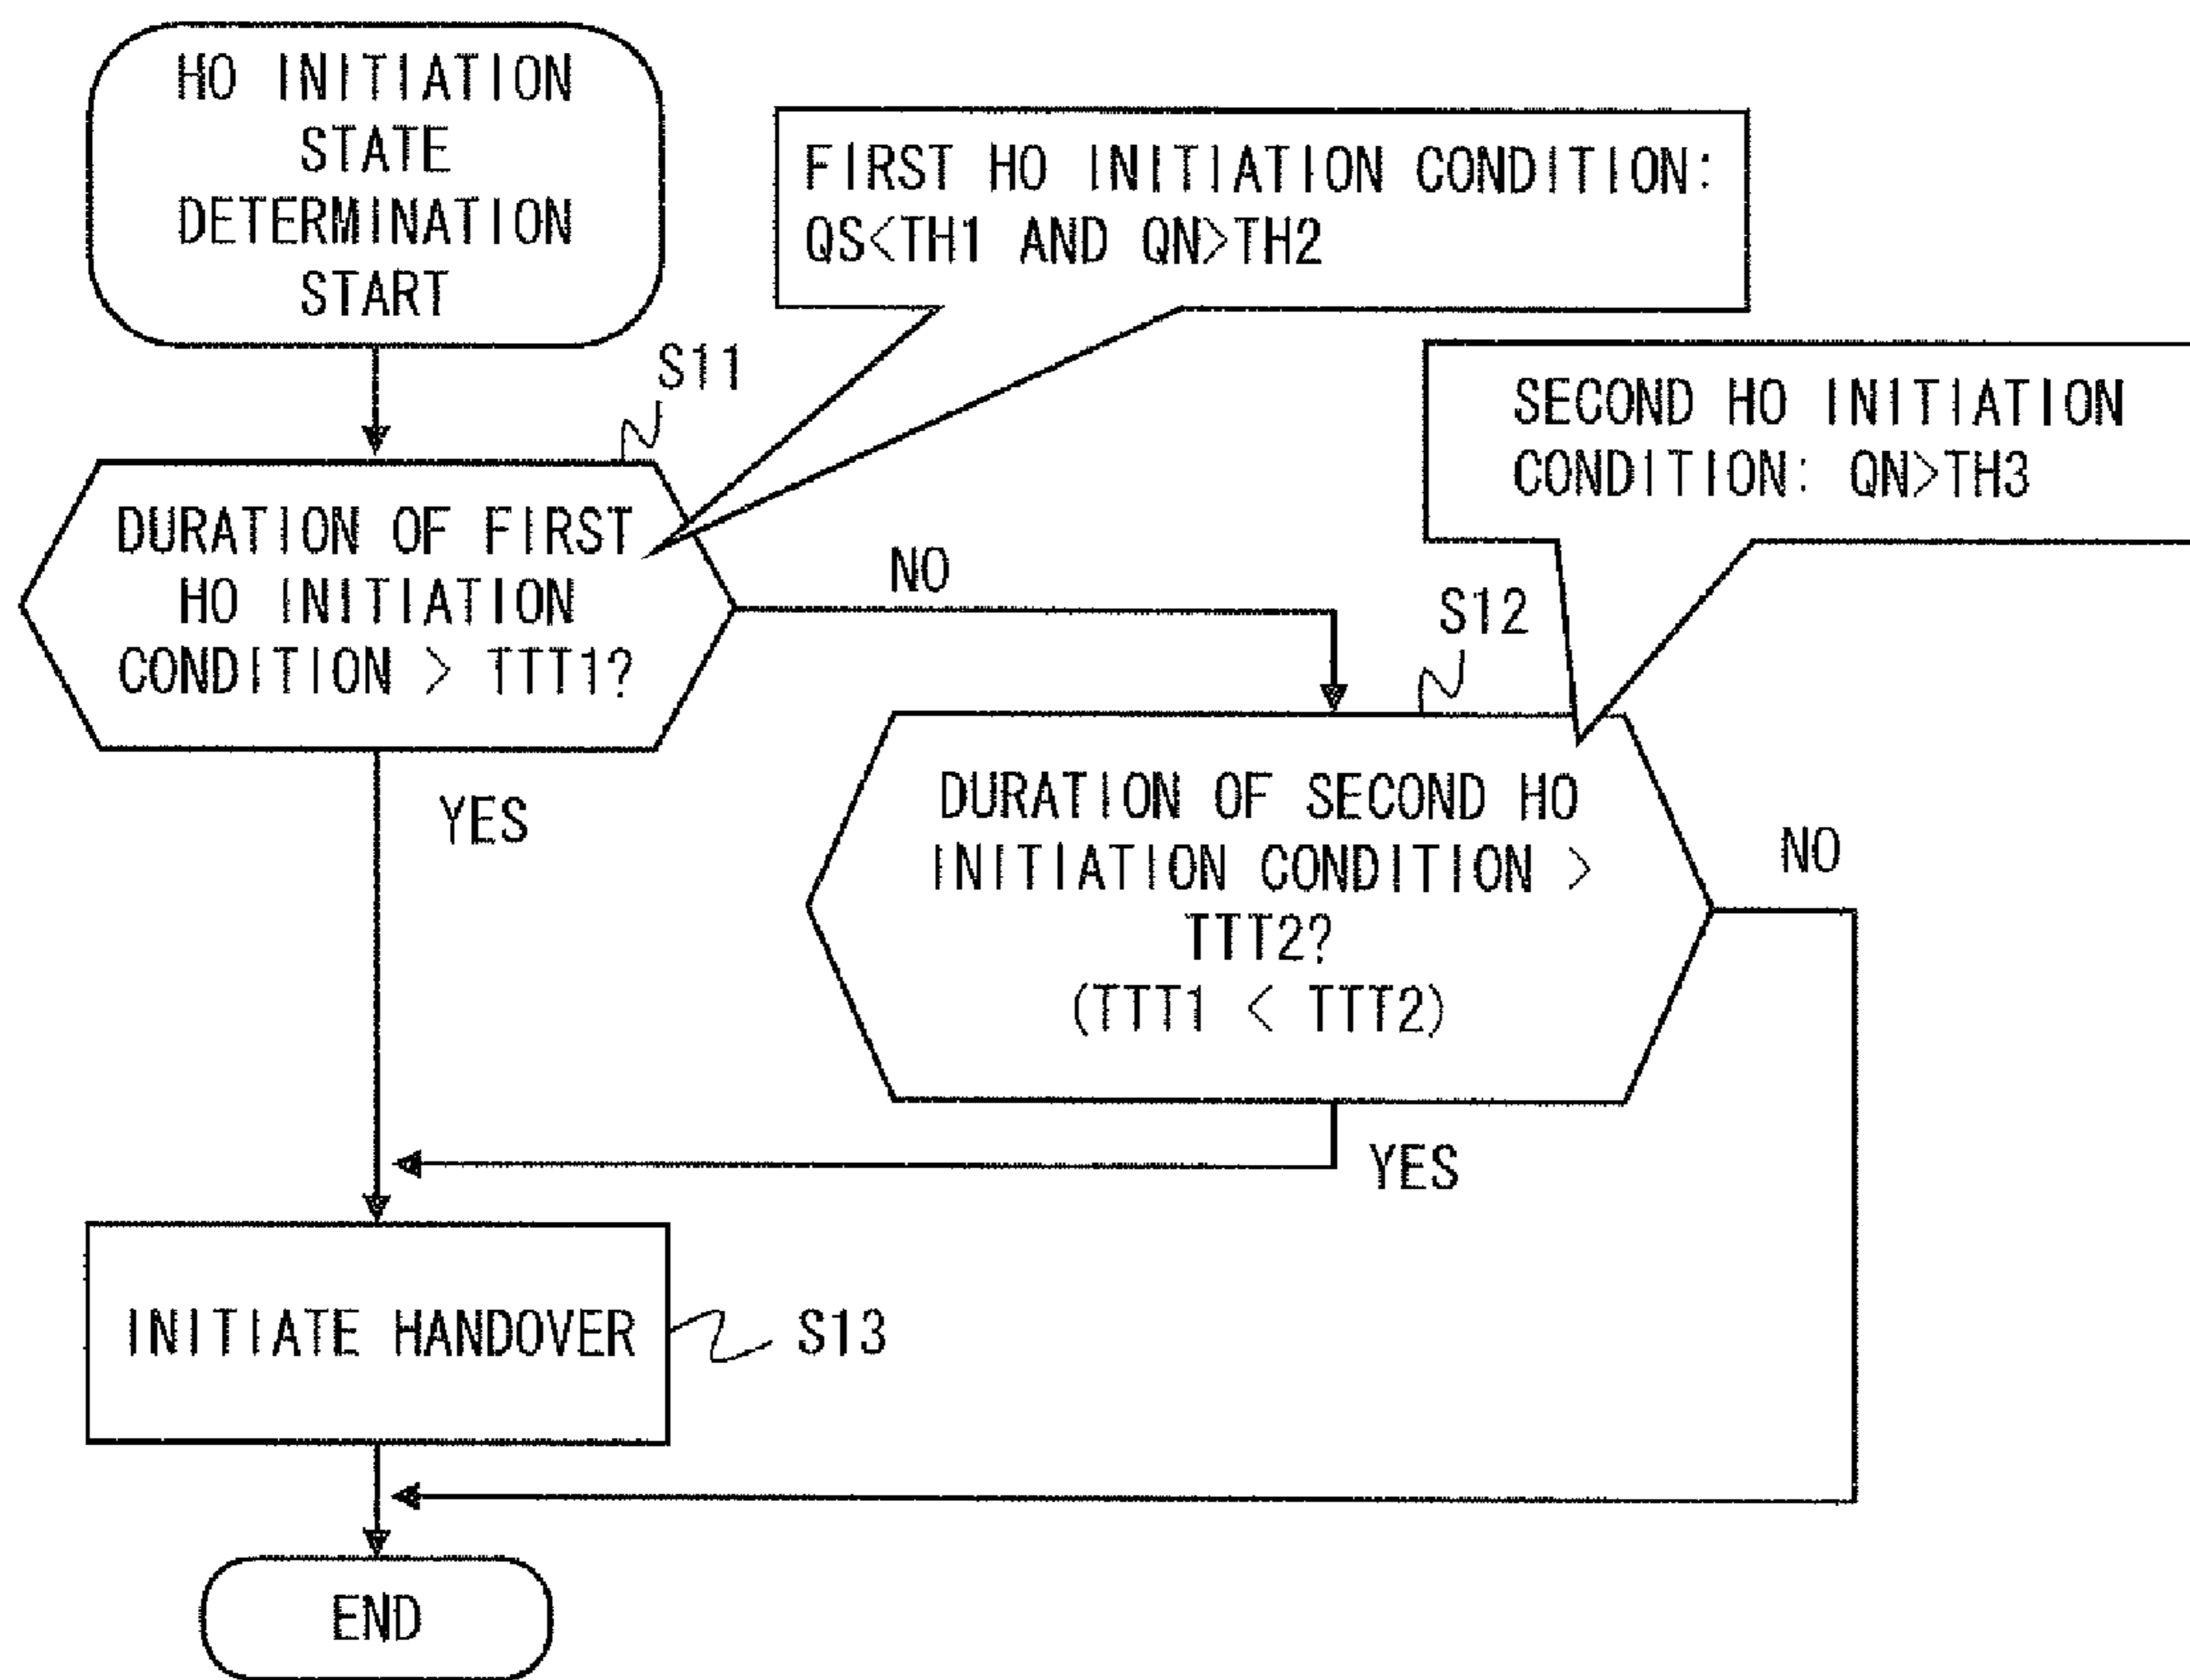 HO INITIATION
STATE
DETERMINATION
START
FIRST HO INITIATION CONDITION:
QS<TH1 AND QN>TH2
S11
SECOND HO INITIATION
CONDITION: QN>TH3
DURATION OF FIRST
HO INITIATION
CONDITION > TTT1?
NO
S12
YES
DURATION OF SECOND HO
INITIATION CONDITION >
TTT2?
(TTT1 < TTT2)
NO
YES
INITIATE HANDOVER
S13
END